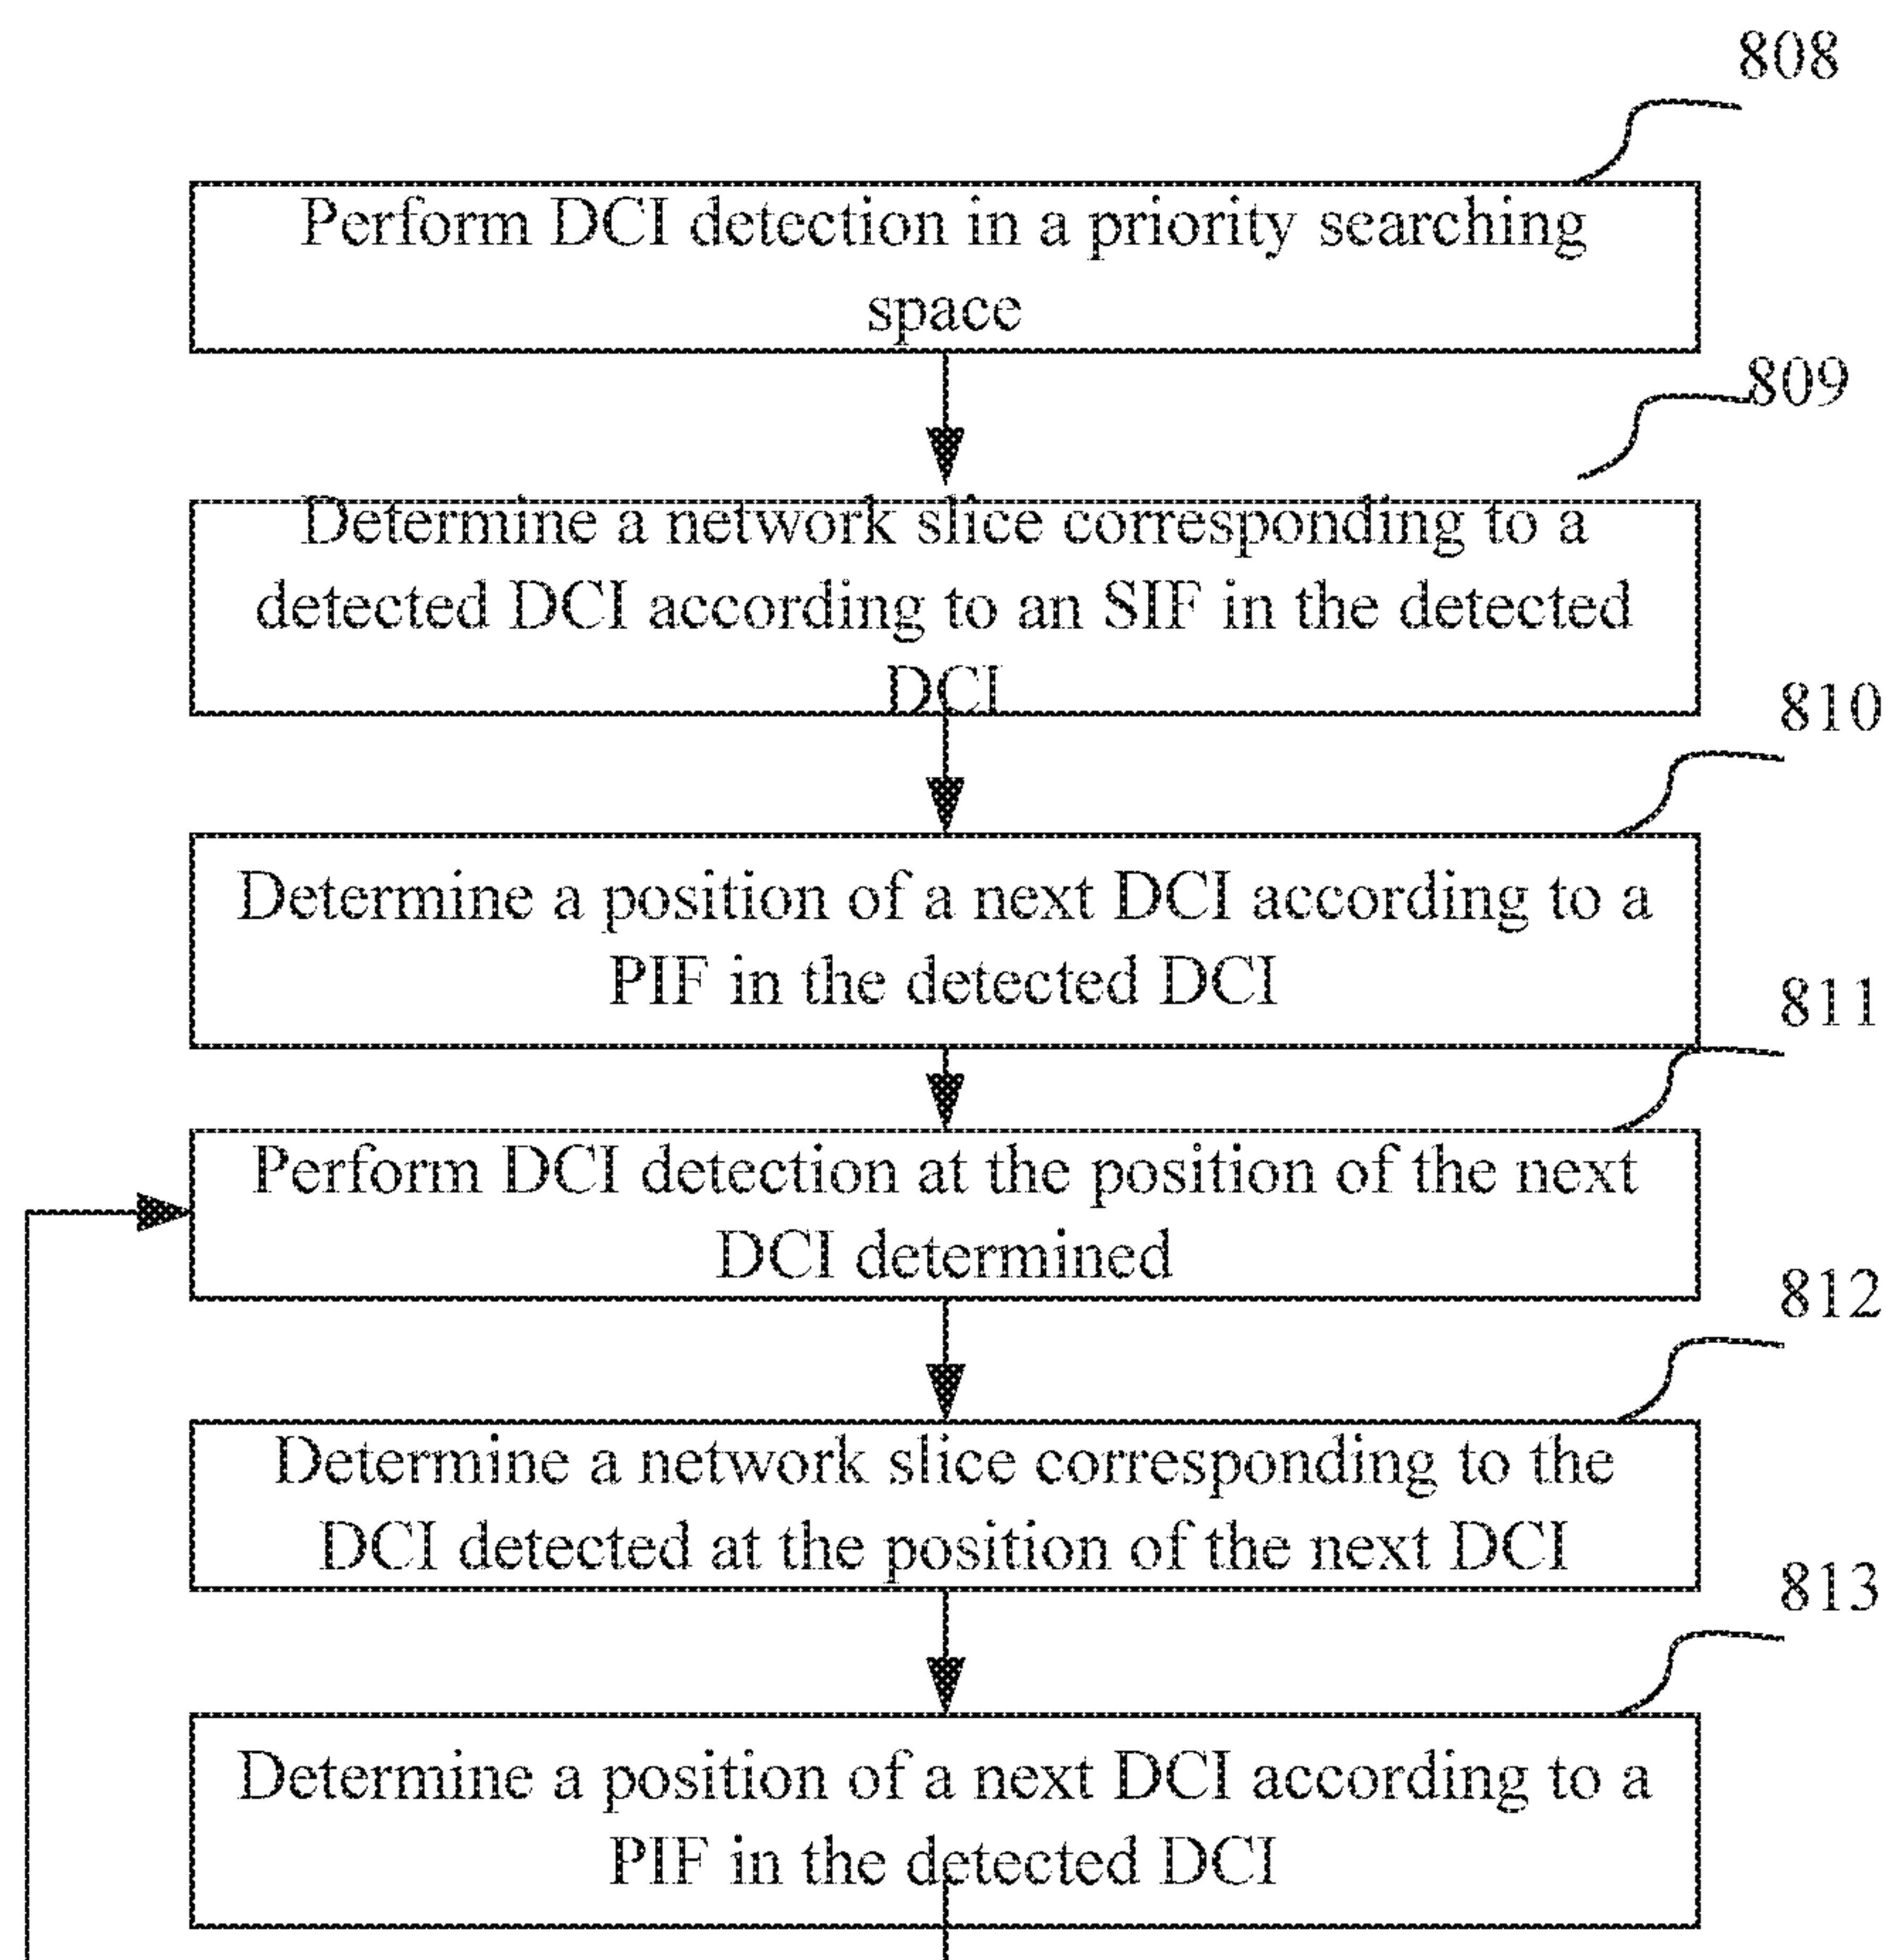 808
Perform DCI detection in a priority searching
space
809
Determine a network slice corresponding to a
detected DCI according to an SIF in the detected
DCI
810
Determine a position of a next DCI according to a
PIF in the detected DCI
811
Perform DCI detection at the position of the next
DCI determined
812
Determine a network slice corresponding to the
DCI detected at the position of the next DCI
813
Determine a position of a next DCI according to a
PIF in the detected DCI